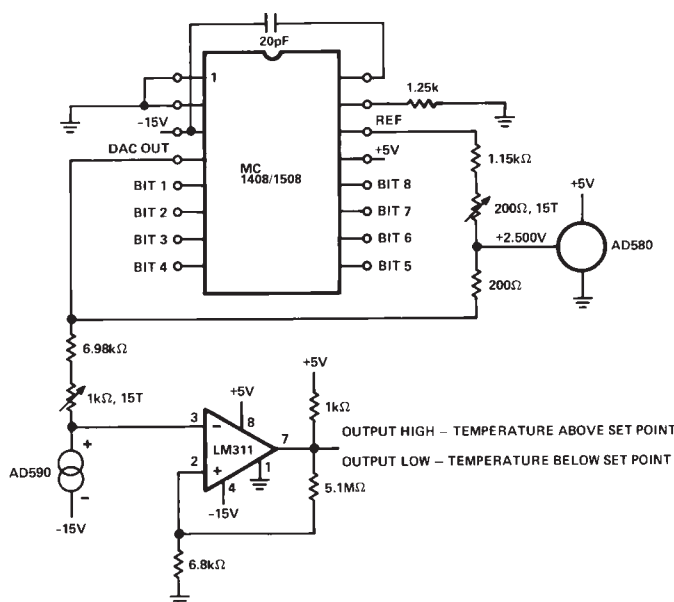 20pF
1
1.25k
-15V
REF
DAC OUT
+5V
MC
1408/1508
1.15kΩ
BIT 1
BIT 8
+5V
BIT 2
BIT 7
200Ω, 15T
BIT 3
BIT 6
+2.500V
AD580
BIT 4
BIT 5
200Ω
6.98kΩ
+5V
1kΩ, 15T
+5V
1kΩ
3
-
8
OUTPUT HIGH – TEMPERATURE ABOVE SET POINT
+
LM311
7
AD590
2
+
1
OUTPUT LOW – TEMPERATURE BELOW SET POINT
-
4
5.1MΩ
-15V
-15V
6.8kΩ